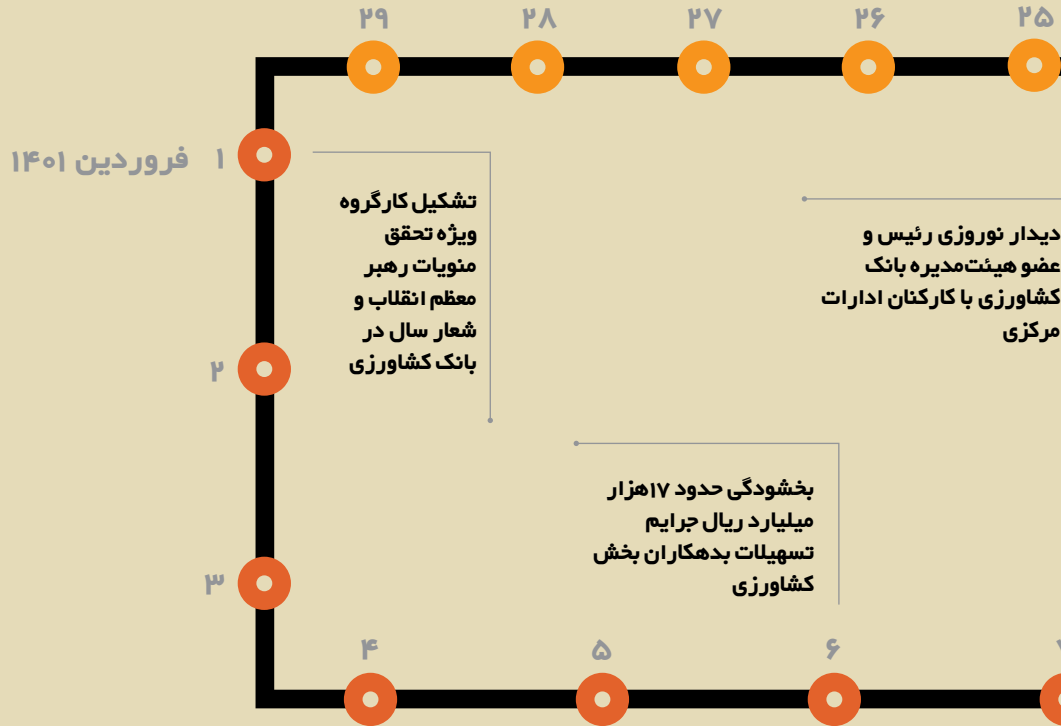 ۲۹
۲۸
۲۷
۲۶
۲۵
۱ فروردین ۱۴۰۱
تشکیل کارگروه
ویژه تحقق
منویات رهبر
معظم انقلاب و
شعار سال در
بانک کشاورزی
دیدار نوروزی رئیس و
عضو هیئت‌مدیره بانک
کشاورزی با کارکنان ادارات
مرکزی
۲
بخشودگی حدود ۱۷هزار
میلیارد ریال جرایم
تسهیلات بدهکاران بخش
کشاورزی
۳
۴
۵
۶